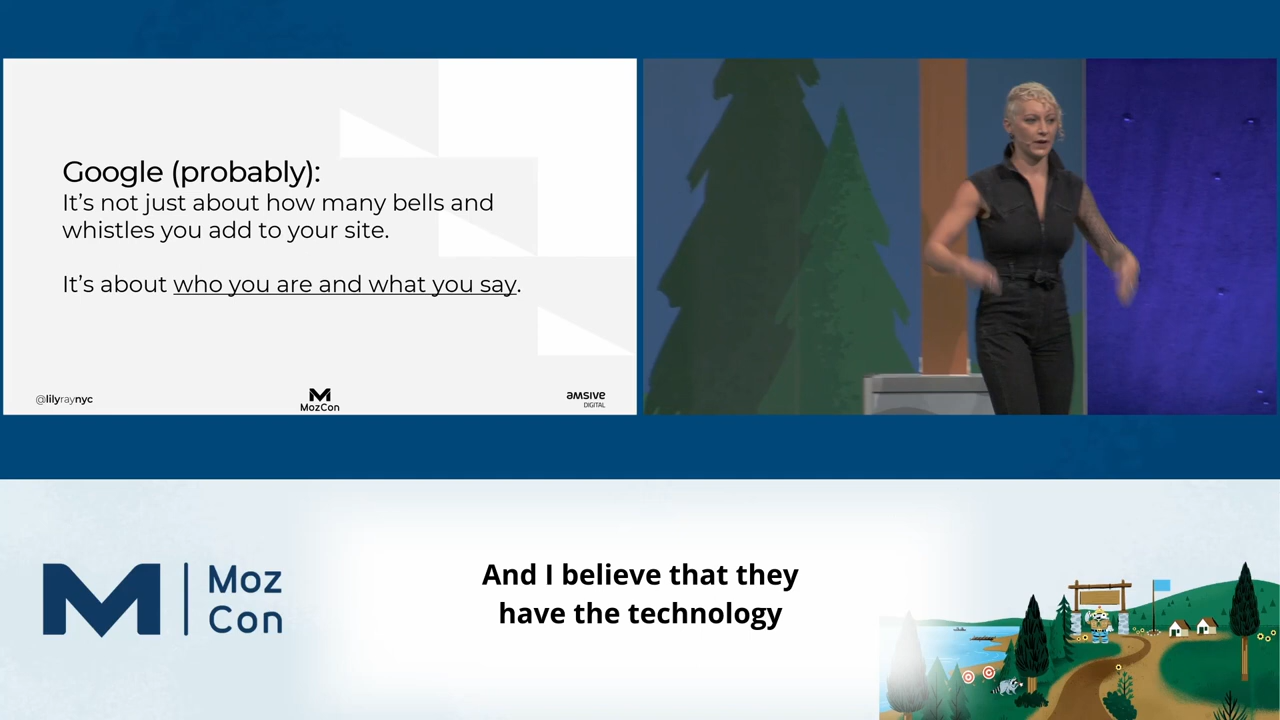 Google (probably):
It’s not just about how many bells and
whistles you add to your site.
It’s about who you are and what you say.
@lilyraynyc
MozCon
amsive
DIGITAL
Moz
Con
And I believe that they
have the technology